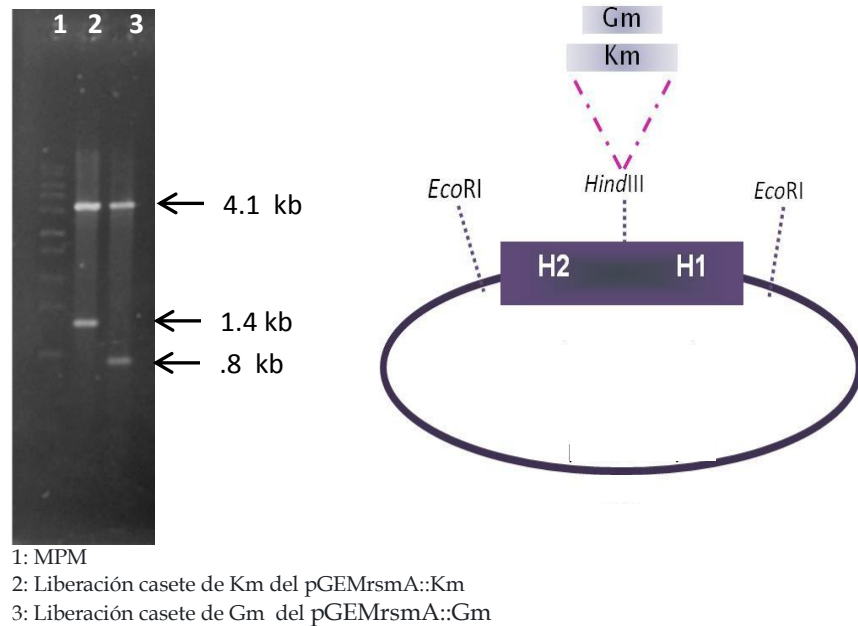 1 2 3
4.1 kb
1.4 kb
.8 kb
Gm
Km
HindIII
EcoRI
EcoRI
H2 H1
1: MPM
2: Liberación casete de Km del pGEMrsmA::Km
3: Liberación casete de Gm del pGEMrsmA::Gm